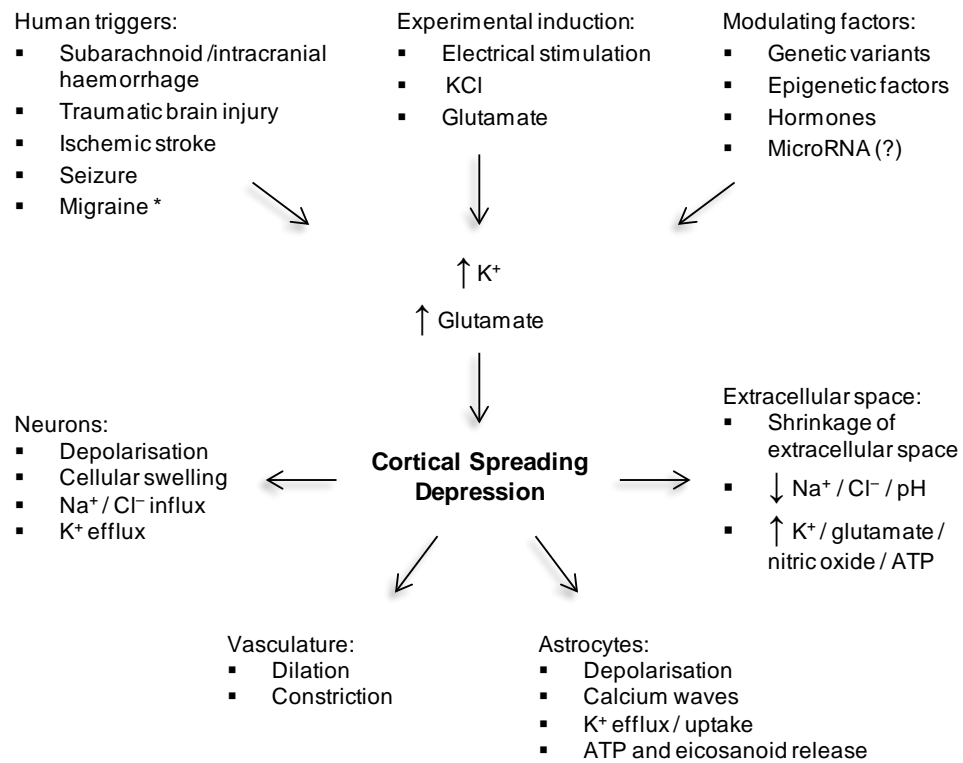 Human triggers:
▪ Subarachnoid /intracranial
haemorrhage
▪ Traumatic brain injury
▪ Ischemic stroke
▪ Seizure
▪ Migraine *
Experimental induction:
▪ Electrical stimulation
▪ KCl
▪ Glutamate
Modulating factors:
▪ Genetic variants
▪ Epigenetic factors
▪ Hormones
▪ MicroRNA (?)
↑ K⁺
↑ Glutamate
Neurons:
▪ Depolarisation
▪ Cellular swelling
▪ Na⁺ / Cl⁻ influx
▪ K⁺ efflux
Cortical Spreading
Depression
Extracellular space:
▪ Shrinkage of
extracellular space
▪ ↓ Na⁺ / Cl⁻ / pH
▪ ↑ K⁺ / glutamate /
nitric oxide / ATP
Vasculature:
▪ Dilation
▪ Constriction
Astrocytes:
▪ Depolarisation
▪ Calcium waves
▪ K⁺ efflux / uptake
▪ ATP and eicosanoid release